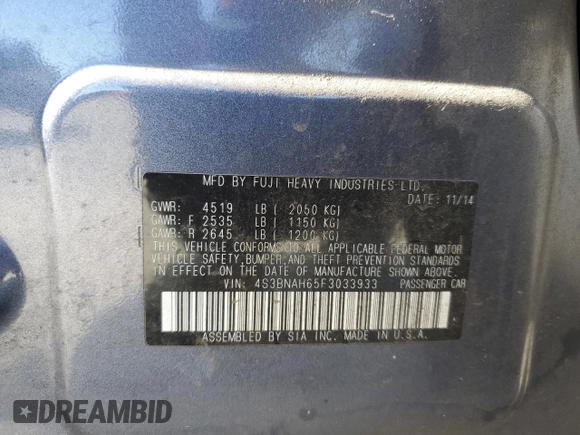 MFD BY FUJI HEAVY INDUSTRIES LTD.
DATE: 11/14
GVWR: 4519 LB ( 2050 KG)
GAWR: F 2535 LB ( 1150 KG)
GAWR: R 2645 LB ( 1200 KG)
THIS VEHICLE CONFORMS TO ALL APPLICABLE FEDERAL MOTOR
VEHICLE SAFETY, BUMPER, AND THEFT PREVENTION STANDARDS
IN EFFECT ON THE DATE OF MANUFACTURE SHOWN ABOVE.
VIN: 4S3BNAH65F3033933 PASSENGER CAR
ASSEMBLED BY SIA INC. MADE IN U.S.A.
DREAMBID